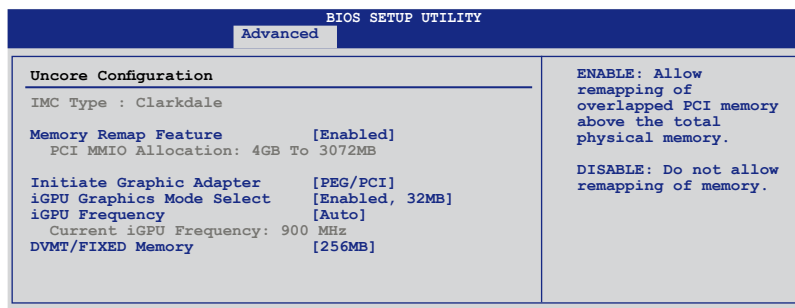 BIOS SETUP UTILITY
Advanced
Uncore Configuration
IMC Type : Clarkdale
Memory Remap Feature [Enabled]
PCI MMIO Allocation: 4GB To 3072MB
Initiate Graphic Adapter [PEG/PCI]
iGPU Graphics Mode Select [Enabled, 32MB]
iGPU Frequency [Auto]
Current iGPU Frequency: 900 MHz
DVMT/FIXED Memory [256MB]
ENABLE: Allow
remapping of
overlapped PCI memory
above the total
physical memory.
DISABLE: Do not allow
remapping of memory.